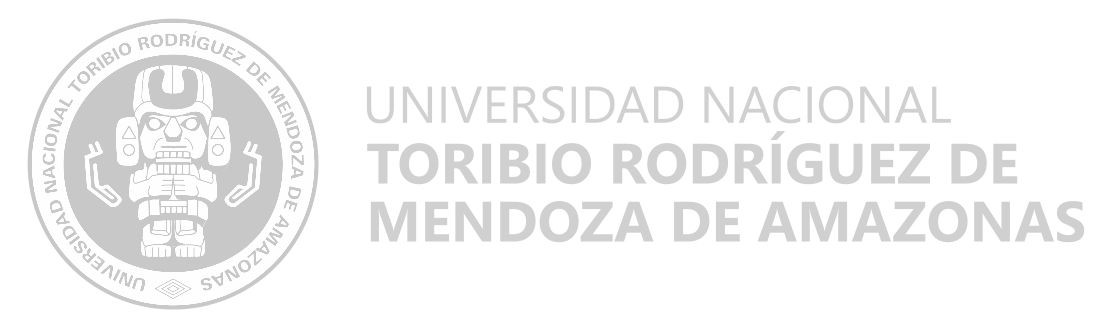 UNIVERSIDAD NACIONAL TORIBIO RODRÍGUEZ DE MENDOZA DE AMAZONAS
UNIVERSIDAD NACIONAL
TORIBIO RODRÍGUEZ DE
MENDOZA DE AMAZONAS